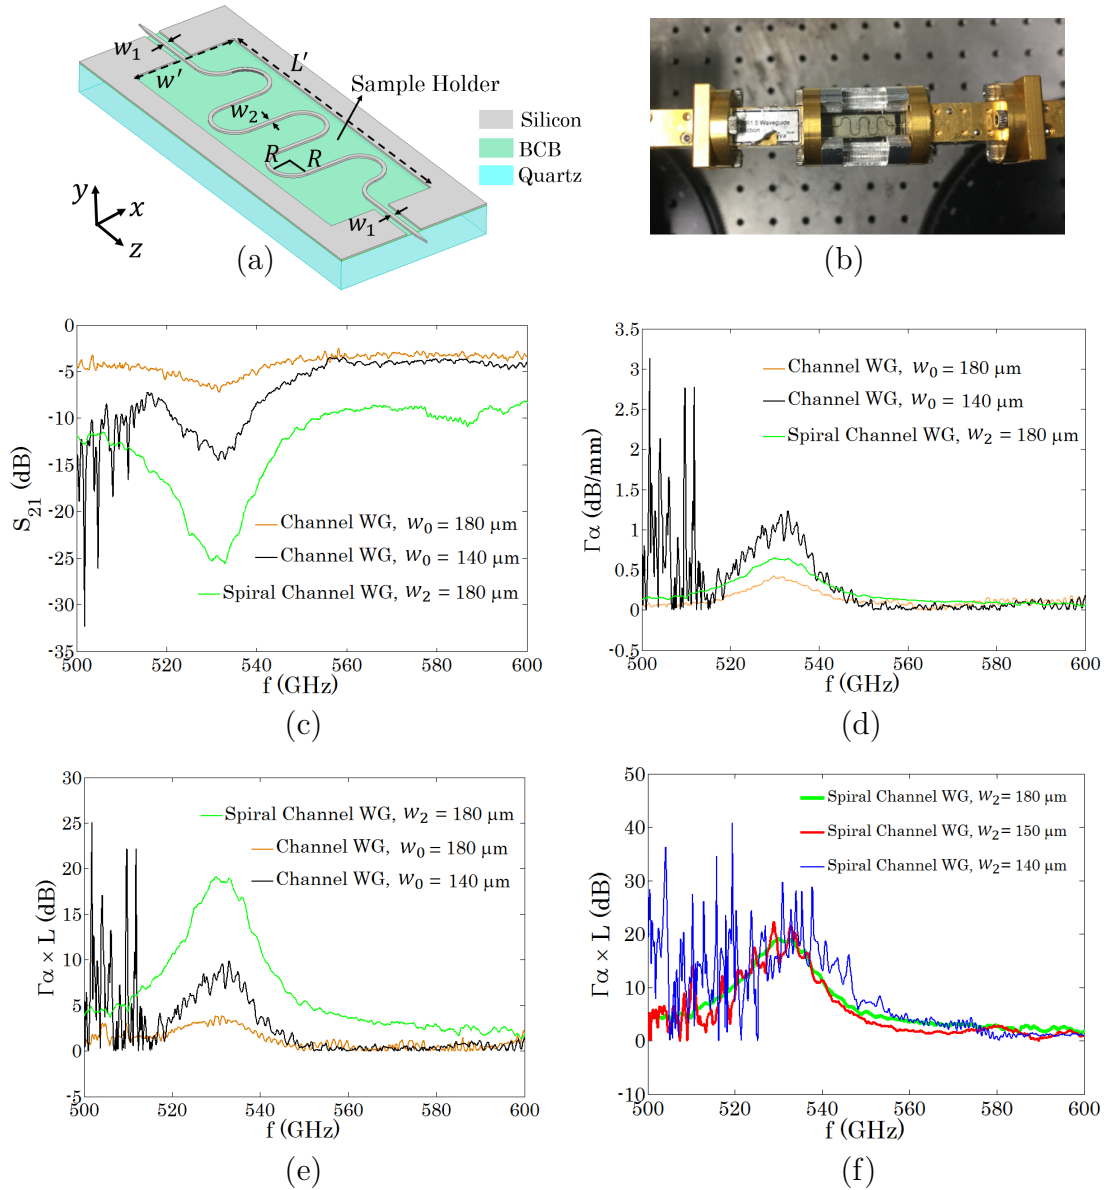 w₁
w'
L'
Sample Holder
w₂
R R
w₁
y
x
z
Silicon
BCB
Quartz
(a)
1.5 Waveguide
(b)
0
-5
-10
-15
-20
-25
-30
-35
S₂₁ (dB)
Channel WG, w₀ = 180 μm
Channel WG, w₀ = 140 μm
Spiral Channel WG, w₂ = 180 μm
500 520 540 560 580 600
f (GHz)
(c)
3.5
3
2.5
2
1.5
1
0.5
0
-0.5
Γα (dB/mm)
Channel WG, w₀ = 180 μm
Channel WG, w₀ = 140 μm
Spiral Channel WG, w₂ = 180 μm
500 520 540 560 580 600
f (GHz)
(d)
30
25
20
15
10
5
0
-5
Γα × L (dB)
Spiral Channel WG, w₂ = 180 μm
Channel WG, w₀ = 180 μm
Channel WG, w₀ = 140 μm
500 520 540 560 580 600
f (GHz)
(e)
50
40
30
20
10
0
-10
Γα × L (dB)
Spiral Channel WG, w₂= 180 μm
Spiral Channel WG, w₂= 150 μm
Spiral Channel WG, w₂= 140 μm
500 520 540 560 580 600
f (GHz)
(f)